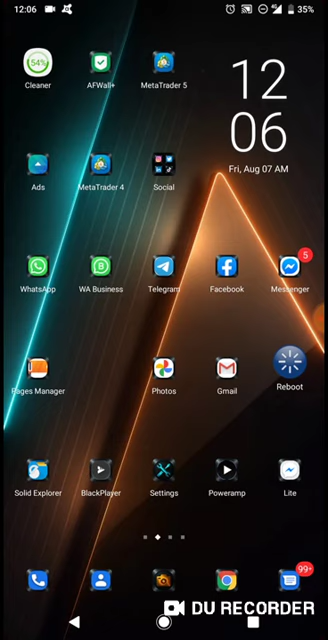 12:06
35%
54%
Cleaner
AFWall+
MetaTrader 5
12
06
Fri, Aug 07 AM
Ads
MetaTrader 4
Social
5
WhatsApp
WA Business
Telegram
Facebook
Messenger
Pages Manager
Photos
Gmail
Reboot
Solid Explorer
BlackPlayer
Settings
Poweramp
Lite
99+
DU RECORDER